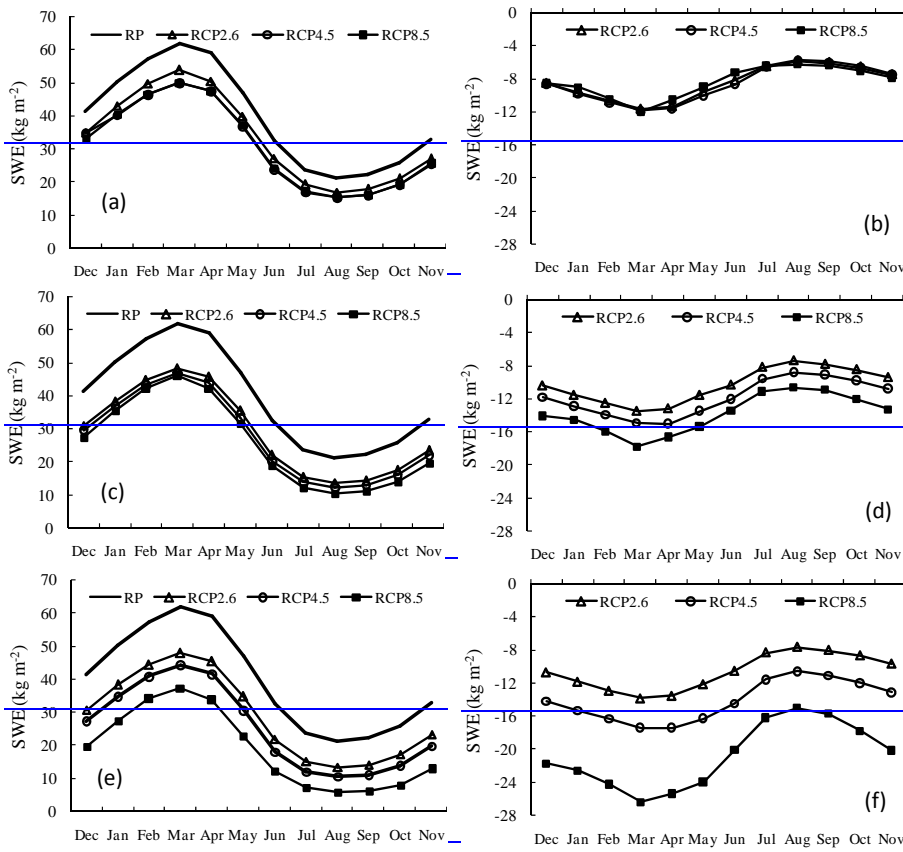 70
60
50
40
30
20
10
0
SWE (kg m-2)
RP RCP2.6 RCP4.5 RCP8.5
(a)
Dec Jan Feb Mar Apr May Jun Jul Aug Sep Oct Nov
0
-4
-8
-12
-16
-20
-24
-28
SWE (kg m-2)
RCP2.6 RCP4.5 RCP8.5
(b)
Dec Jan Feb Mar Apr May Jun Jul Aug Sep Oct Nov
70
60
50
40
30
20
10
0
SWE (kg m-2)
RP RCP2.6 RCP4.5 RCP8.5
(c)
Dec Jan Feb Mar Apr May Jun Jul Aug Sep Oct Nov
0
-4
-8
-12
-16
-20
-24
-28
SWE (kg m-2)
RCP2.6 RCP4.5 RCP8.5
(d)
Dec Jan Feb Mar Apr May Jun Jul Aug Sep Oct Nov
70
60
50
40
30
20
10
0
SWE (kg m-2)
RP RCP2.6 RCP4.5 RCP8.5
(e)
Dec Jan Feb Mar Apr May Jun Jul Aug Sep Oct Nov
0
-4
-8
-12
-16
-20
-24
-28
SWE (kg m-2)
RCP2.6 RCP4.5 RCP8.5
(f)
Dec Jan Feb Mar Apr May Jun Jul Aug Sep Oct Nov